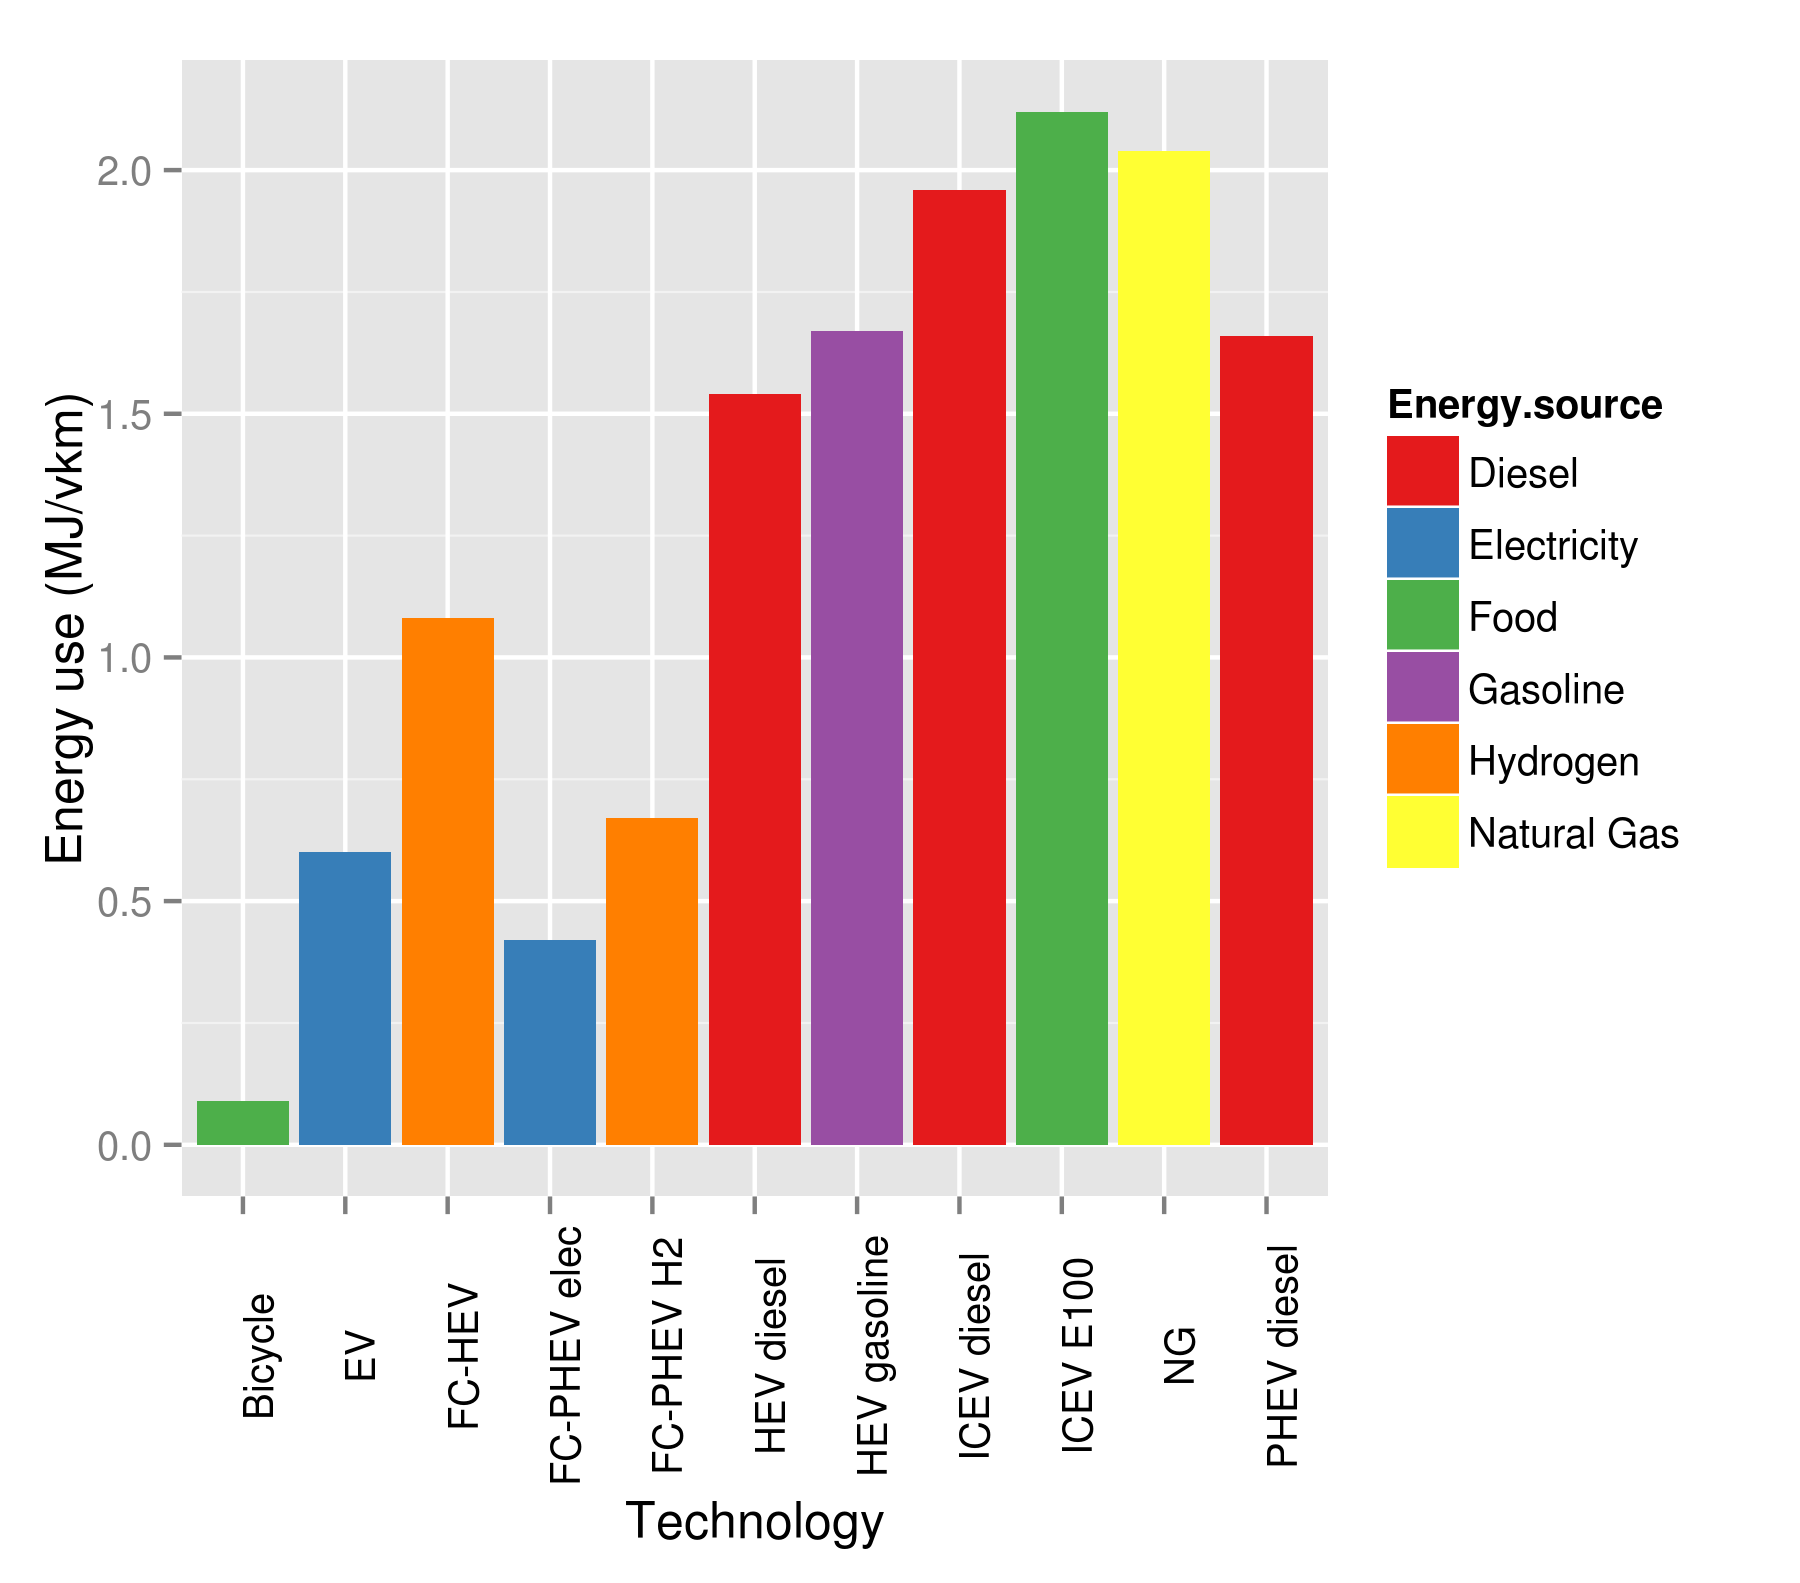 Energy use (MJ/vkm)
2.0
1.5
1.0
0.5
0.0
Bicycle
EV
FC-HEV
FC-PHEV elec
FC-PHEV H2
HEV diesel
HEV gasoline
ICEV diesel
ICEV E100
NG
PHEV diesel
Technology
Energy.source
Diesel
Electricity
Food
Gasoline
Hydrogen
Natural Gas